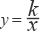 y = k/x